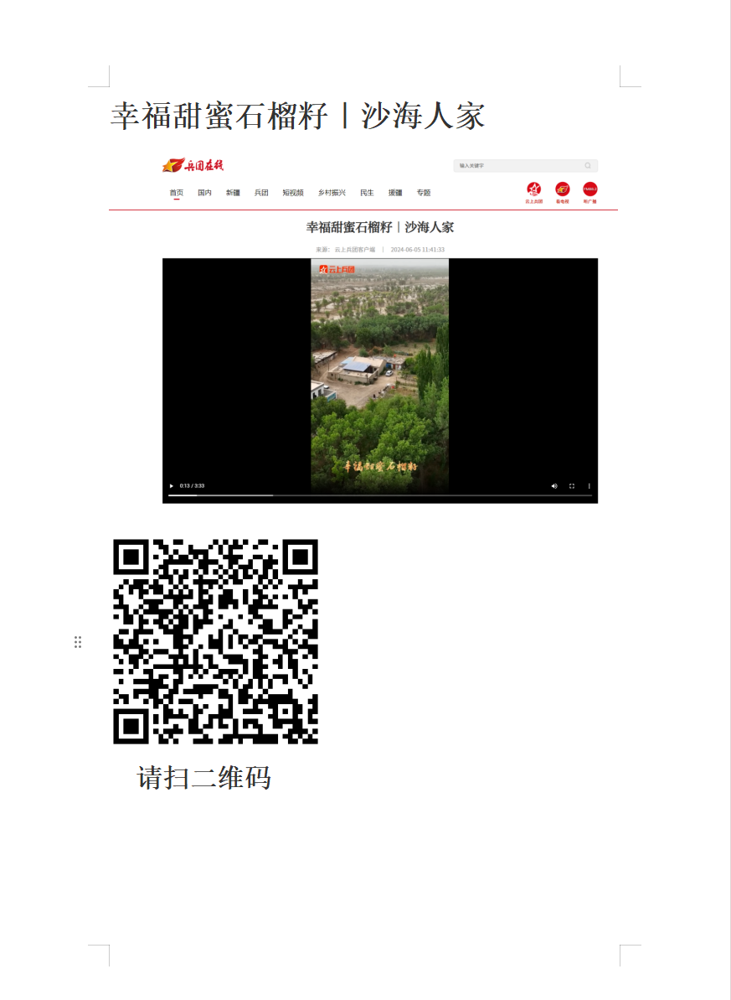 幸福甜蜜石榴籽丨沙海人家
兵团在线
输入关键字
首页 国内 新疆 兵团 短视频 乡村振兴 民生 援疆 专题
云上兵团 看电视 听广播
幸福甜蜜石榴籽丨沙海人家
来源： 云上兵团客户端 | 2024-06-05 11:41:33
云上兵团
幸福甜蜜石榴籽
0:13 / 3:33
请扫二维码